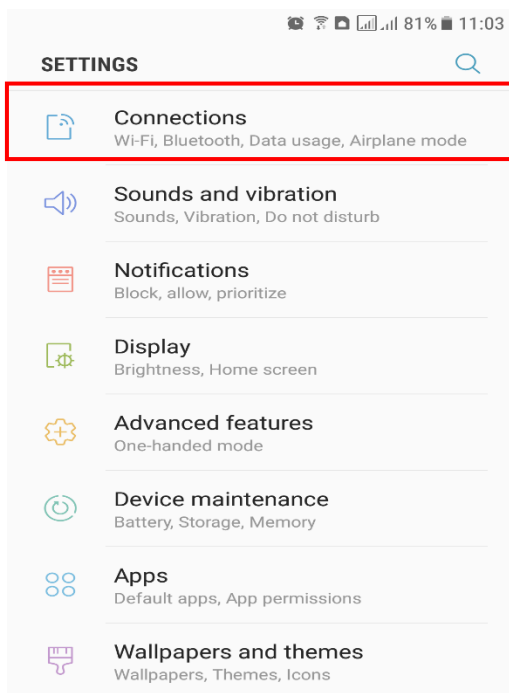 81% 11:03
SETTINGS
Connections
Wi-Fi, Bluetooth, Data usage, Airplane mode
Sounds and vibration
Sounds, Vibration, Do not disturb
Notifications
Block, allow, prioritize
Display
Brightness, Home screen
Advanced features
One-handed mode
Device maintenance
Battery, Storage, Memory
Apps
Default apps, App permissions
Wallpapers and themes
Wallpapers, Themes, Icons